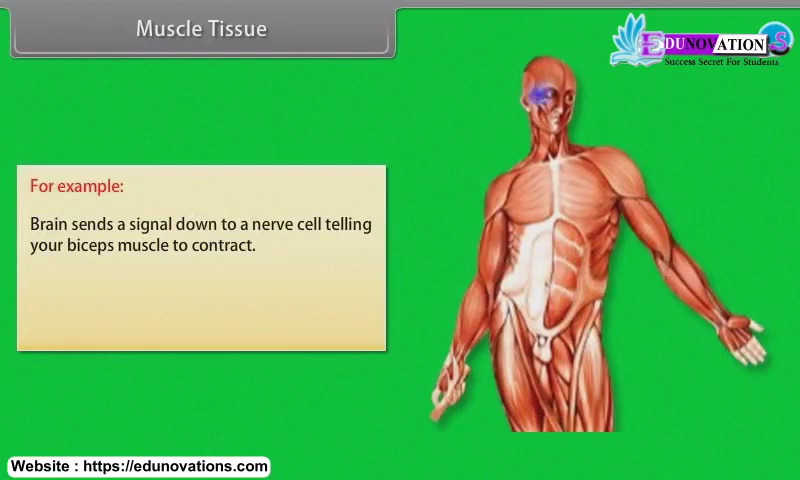 Muscle Tissue
EDUNOVATIONS
Success Secret For Students
For example:
Brain sends a signal down to a nerve cell telling
your biceps muscle to contract.
Website : https://edunovations.com